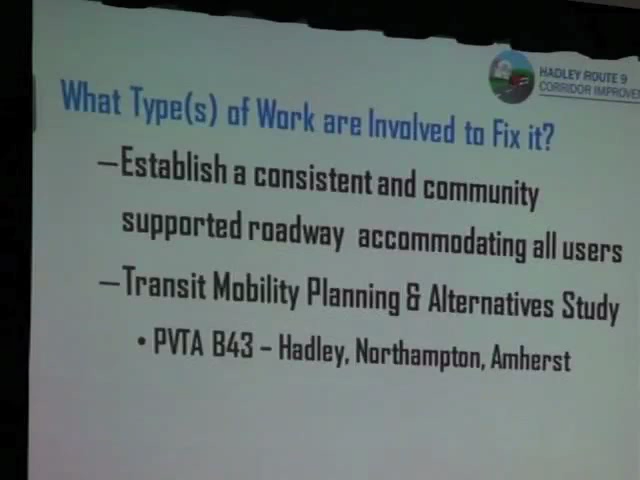 HADLEY ROUTE 9
CORRIDOR IMPROVEM
What Type(s) of Work are Involved to Fix it?
–Establish a consistent and community
supported roadway accommodating all users
–Transit Mobility Planning & Alternatives Study
• PVTA B43 – Hadley, Northampton, Amherst